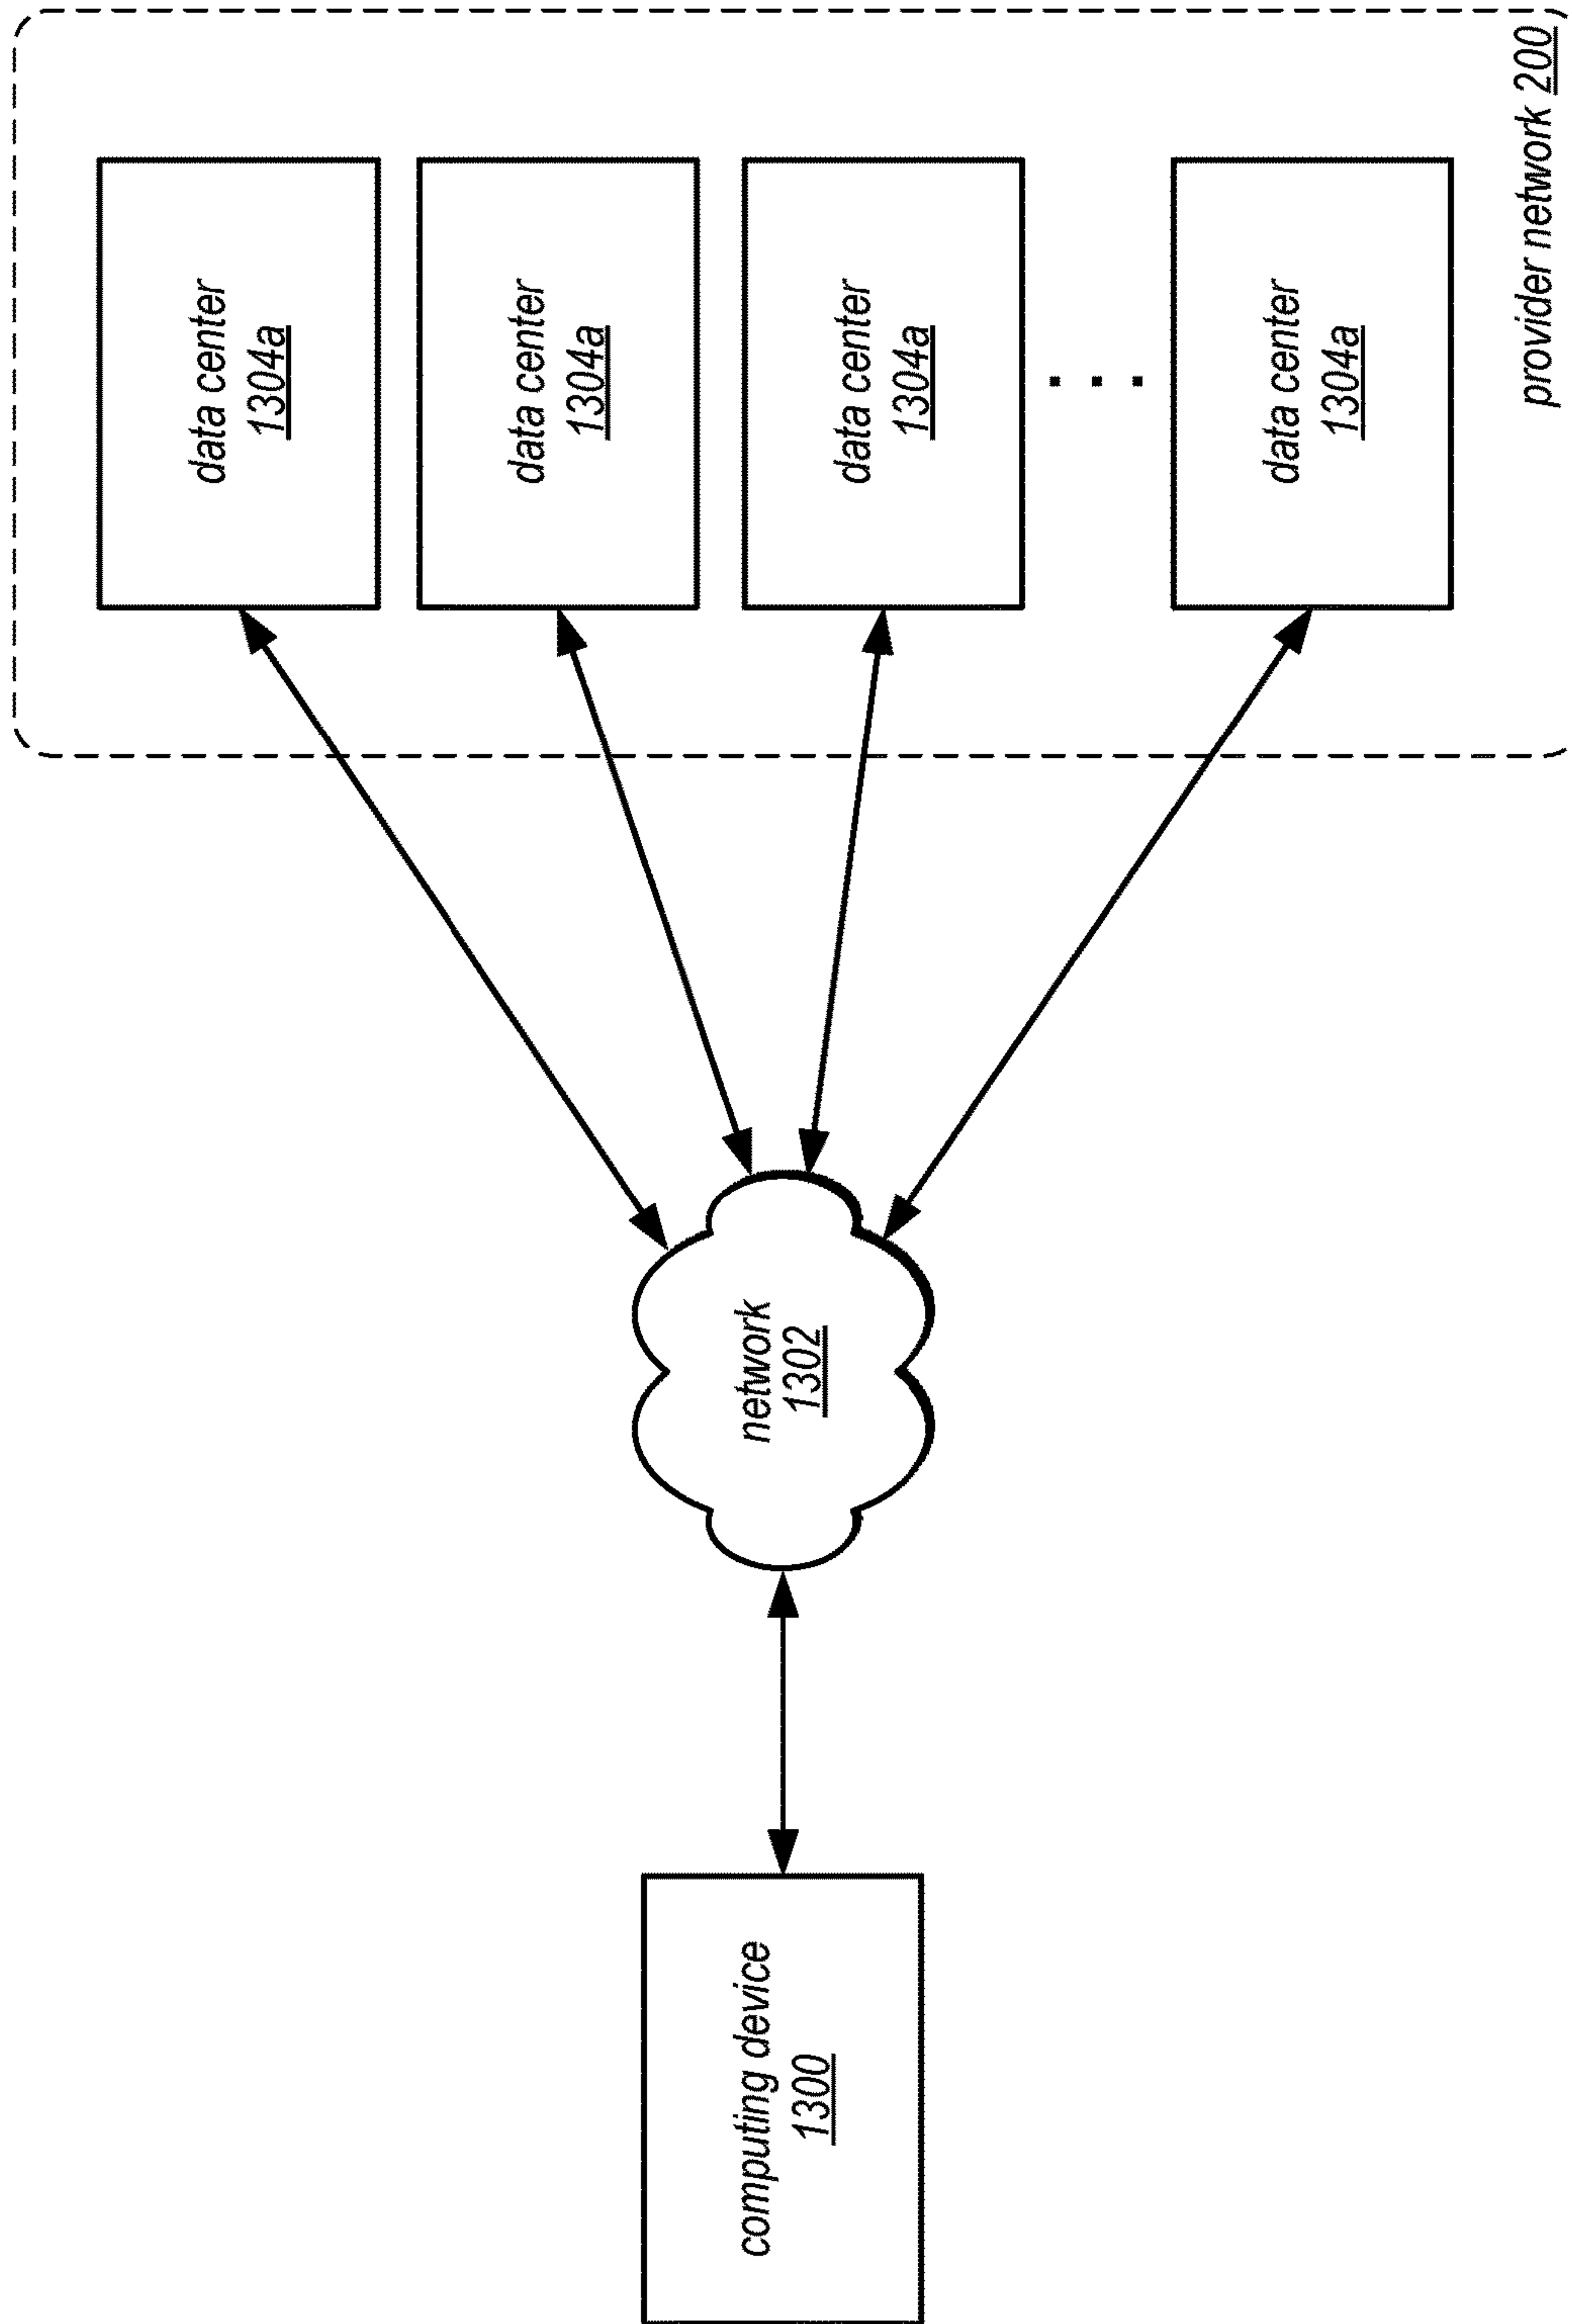 computing device
1300
network
1302
data center
1304a
data center
1304a
data center
1304a
. . .
data center
1304a
provider network 200